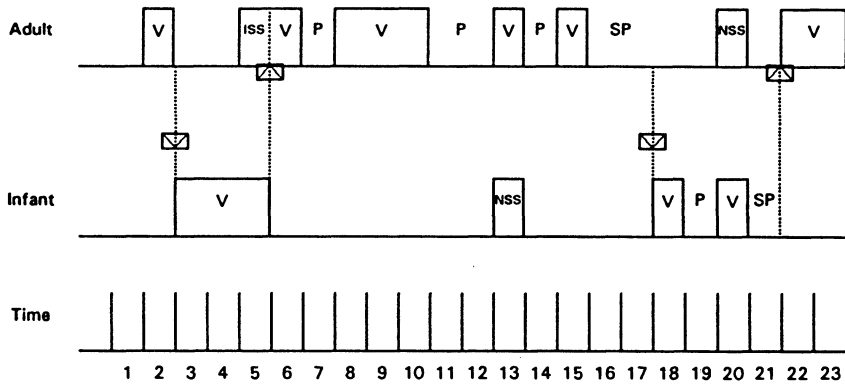 Adult V ISS V P V P V P V SP NSS V
Infant V NSS V P V SP
Time
1 2 3 4 5 6 7 8 9 10 11 12 13 14 15 16 17 18 19 20 21 22 23